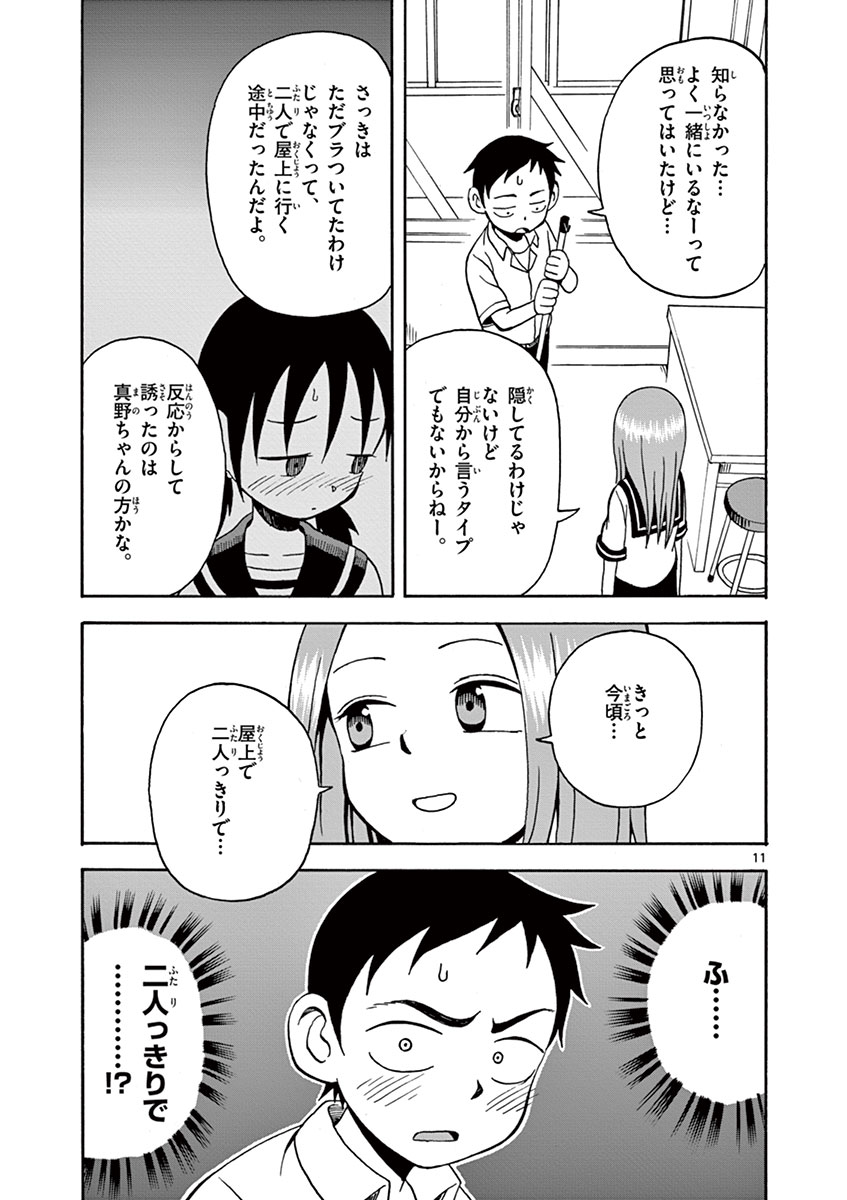 知らなかった…
よく一緒にいるなーって
思ってはいたけど…
隠してるわけじゃ
ないけど
自分から言うタイプ
でもないからねー。
さっきは
ただブラついてたわけ
じゃなくって、
二人で屋上に行く
途中だったんだよ。
反応からして
誘ったのは
真野ちゃんの方かな。
きっと
今頃…
屋上で
二人っきりで…
11
ふ……
二人っきりで
…………!?